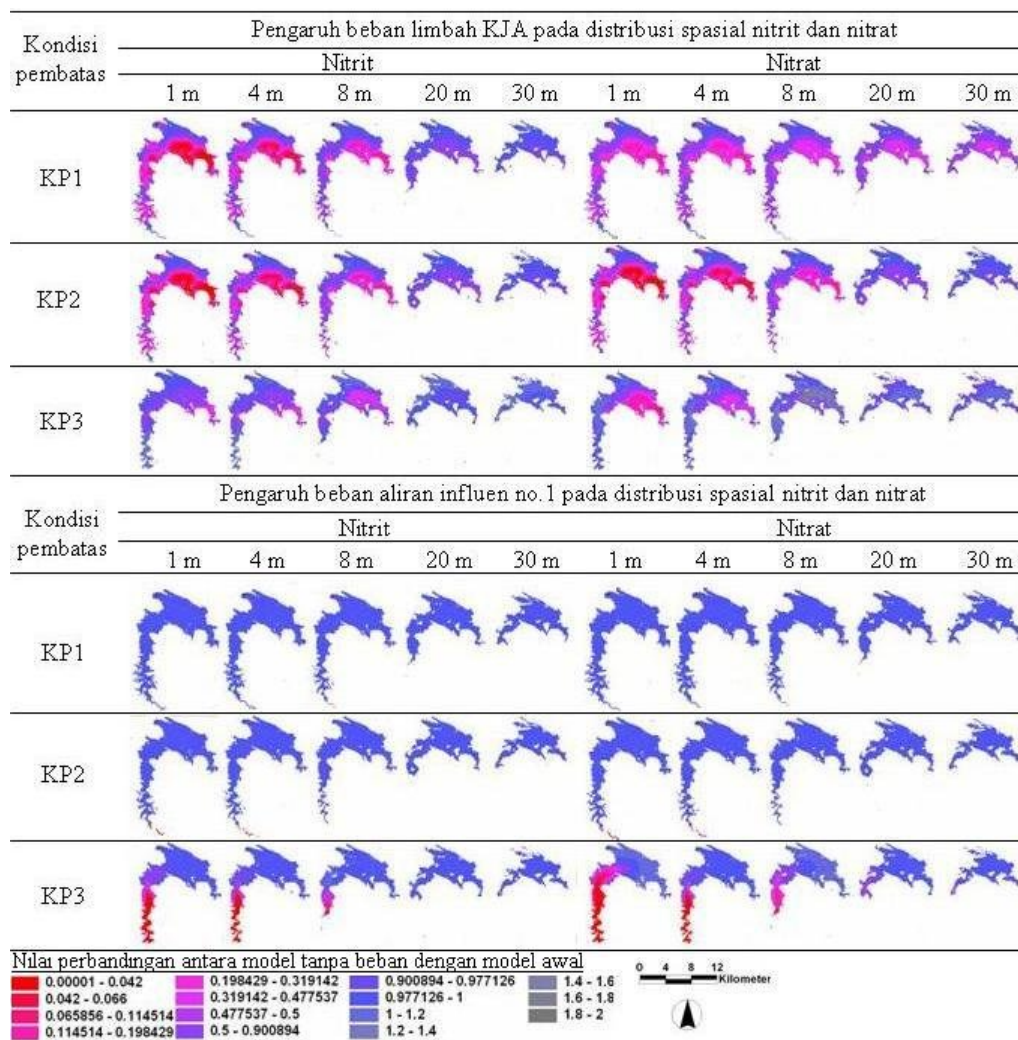 Kondisi pembatas
Pengaruh beban limbah KJA pada distribusi spasial nitrit dan nitrat
Nitrit Nitrat
1 m 4 m 8 m 20 m 30 m 1 m 4 m 8 m 20 m 30 m
KP1
KP2
KP3
Kondisi pembatas
Pengaruh beban aliran influen no.1 pada distribusi spasial nitrit dan nitrat
Nitrit Nitrat
1 m 4 m 8 m 20 m 30 m 1 m 4 m 8 m 20 m 30 m
KP1
KP2
KP3
Nilai perbandingan antara model tanpa beban dengan model awal
0.00001 - 0.042 0.198429 - 0.319142 0.900894 - 0.977126 1.4 - 1.6
0.042 - 0.066 0.319142 - 0.477537 0.977126 - 1 1.6 - 1.8
0.065856 - 0.114514 0.477537 - 0.5 1 - 1.2 1.8 - 2
0.114514 - 0.198429 0.5 - 0.900894 1.2 - 1.4
0 4 8 12
Kilometer